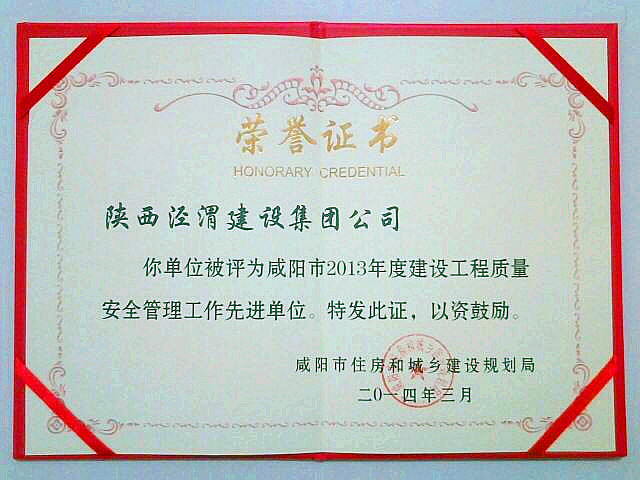 荣誉证书
HONORARY CREDENTIAL
陕西泾渭建设集团公司
你单位被评为咸阳市2013年度建设工程质量
安全管理工作先进单位。特发此证，以资鼓励。
咸阳市住房和城乡建设规划局
二〇一四年三月